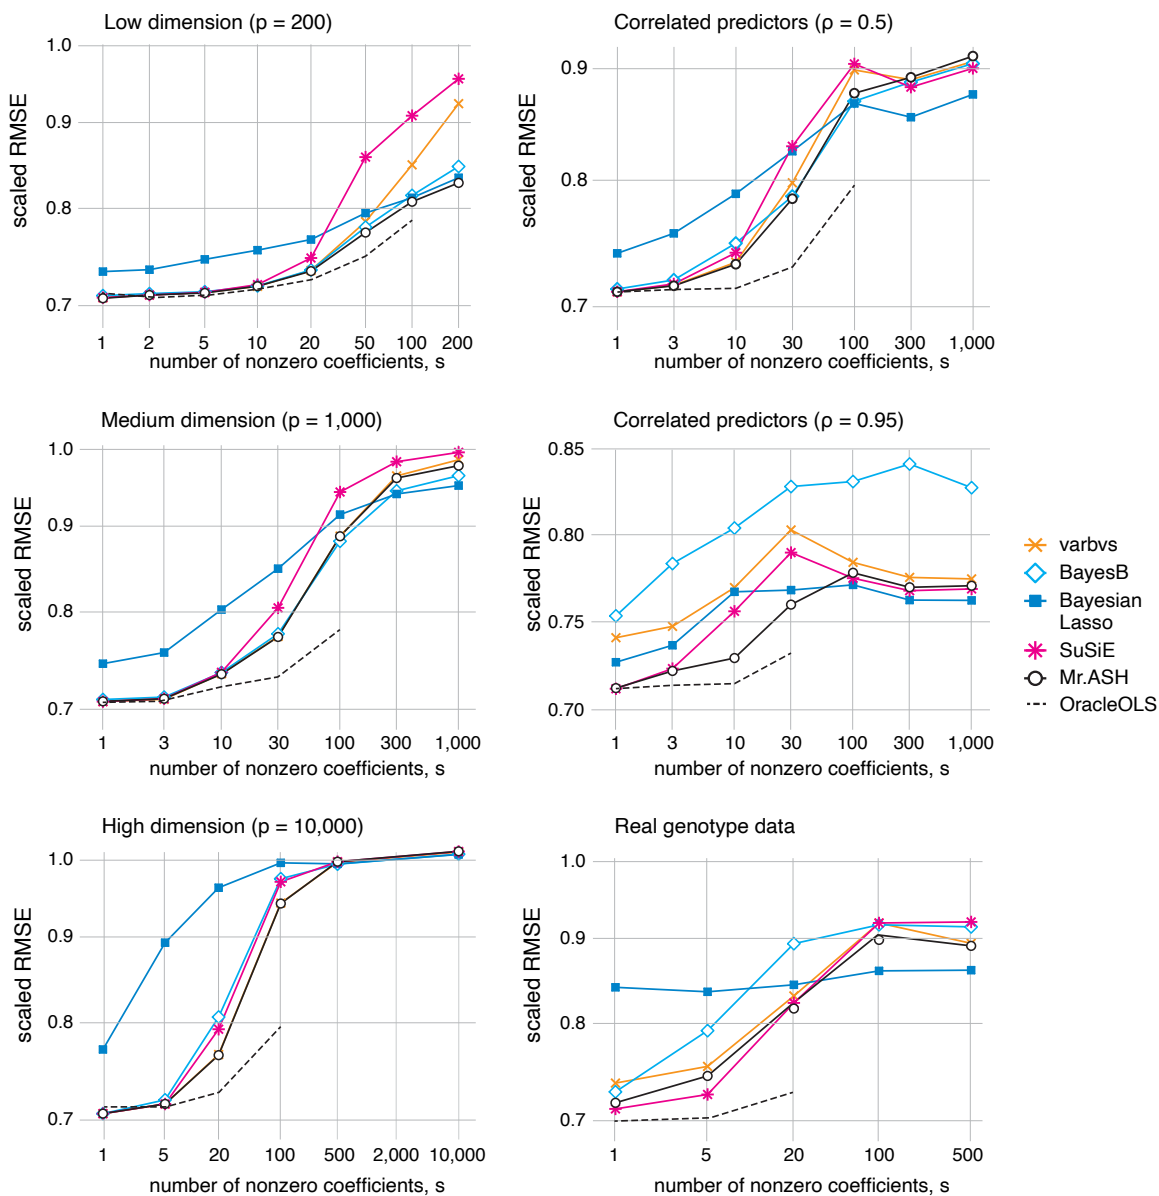 Low dimension (p = 200)
1.0
0.9
0.8
0.7
scaled RMSE
1 2 5 10 20 50 100 200
number of nonzero coefficients, s
Correlated predictors (ρ = 0.5)
0.9
0.8
0.7
scaled RMSE
1 3 10 30 100 300 1,000
number of nonzero coefficients, s
Medium dimension (p = 1,000)
1.0
0.9
0.8
0.7
scaled RMSE
1 3 10 30 100 300 1,000
number of nonzero coefficients, s
Correlated predictors (ρ = 0.95)
0.85
0.80
0.75
0.70
scaled RMSE
1 3 10 30 100 300 1,000
number of nonzero coefficients, s
varbvs
BayesB
Bayesian
Lasso
SuSiE
Mr.ASH
OracleOLS
High dimension (p = 10,000)
1.0
0.9
0.8
0.7
scaled RMSE
1 5 20 100 500 2,000 10,000
number of nonzero coefficients, s
Real genotype data
1.0
0.9
0.8
0.7
scaled RMSE
1 5 20 100 500
number of nonzero coefficients, s